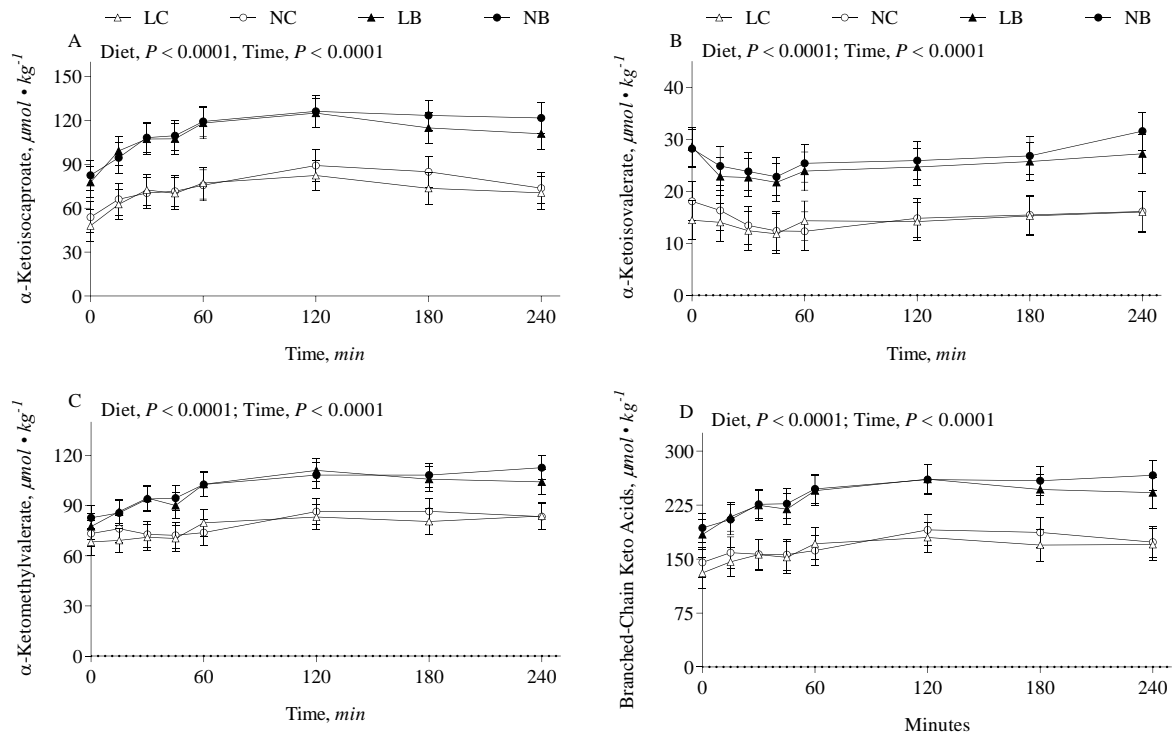 LC NC LB NB
LC NC LB NB
A
Diet, P < 0.0001, Time, P < 0.0001
α-Ketoisocaproate, µmol • kg-1
150
120
90
60
30
0
0 60 120 180 240
Time, min
B
Diet, P < 0.0001; Time, P < 0.0001
α-Ketoisovalerate, µmol • kg-1
40
30
20
10
0
0 60 120 180 240
Time, min
C
Diet, P < 0.0001; Time, P < 0.0001
α-Ketomethylvalerate, µmol • kg-1
120
90
60
30
0
0 60 120 180 240
Time, min
D
Diet, P < 0.0001; Time, P < 0.0001
Branched-Chain Keto Acids, µmol • kg-1
300
225
150
75
0
0 60 120 180 240
Minutes